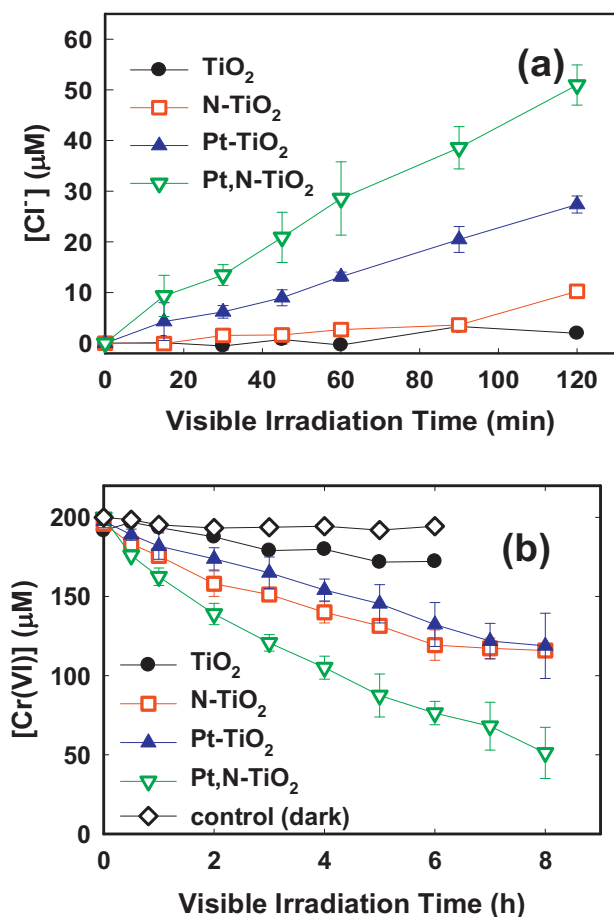 (a)
60
50
40
30
20
10
0
[Cl⁻] (μM)
TiO₂
N-TiO₂
Pt-TiO₂
Pt,N-TiO₂
0 20 40 60 80 100 120
Visible Irradiation Time (min)
(b)
200
150
100
50
0
[Cr(VI)] (μM)
TiO₂
N-TiO₂
Pt-TiO₂
Pt,N-TiO₂
control (dark)
0 2 4 6 8
Visible Irradiation Time (h)